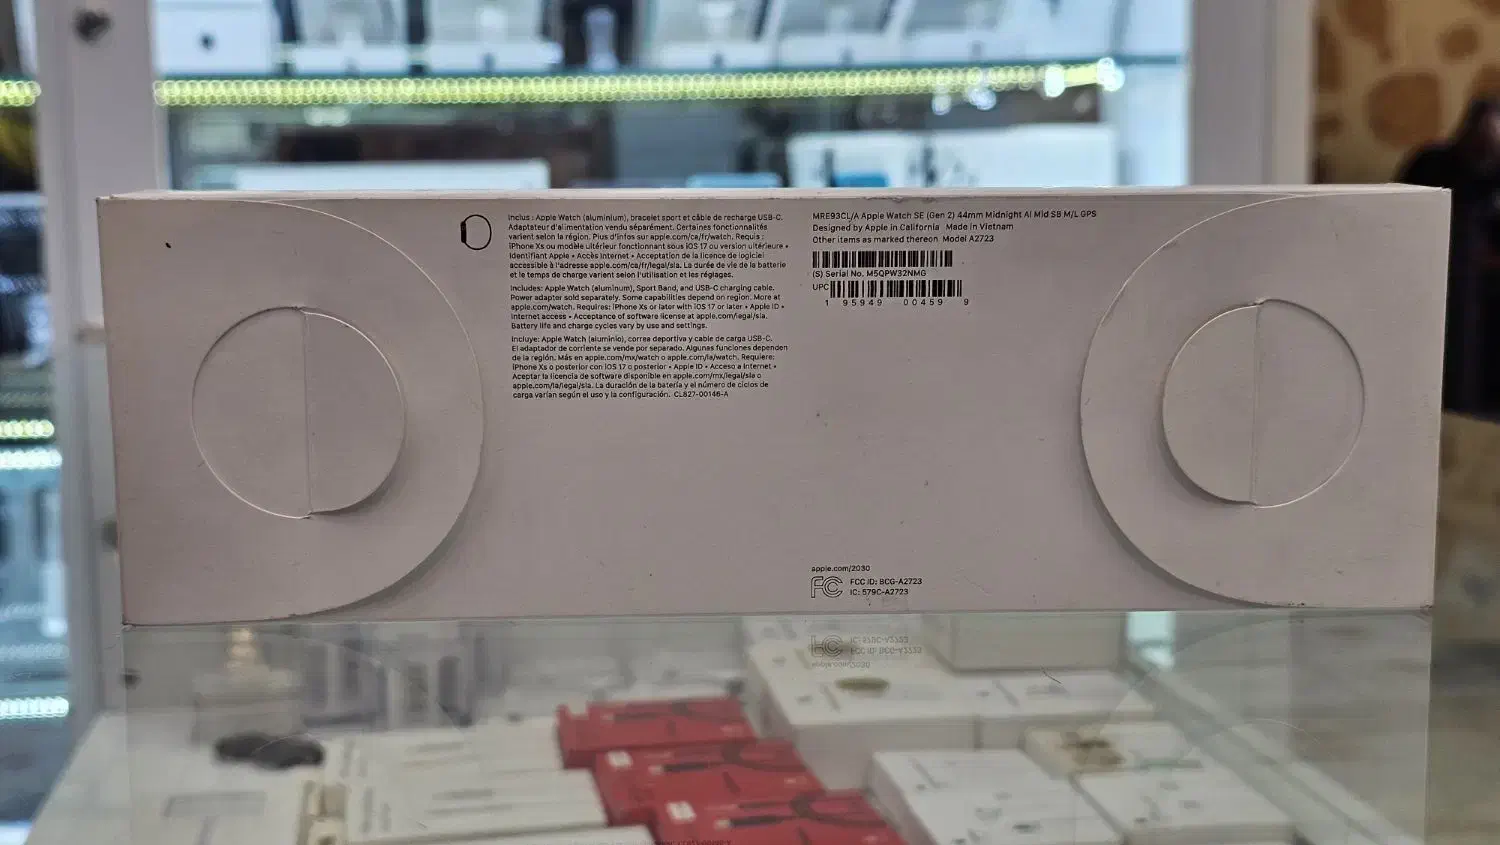 Inclus : Apple Watch (aluminium), bracelet sport et câble de recharge USB-C.
Adaptateur d'alimentation vendu séparément. Certaines fonctionnalités
varient selon la région. Plus d'infos sur apple.com/ca/fr/watch. Requis :
iPhone Xs ou modèle ultérieur fonctionnant sous iOS 17 ou version ultérieure •
Identifiant Apple • Accès Internet • Acceptation de la licence de logiciel
accessible à l'adresse apple.com/ca/fr/legal/sla. La durée de vie de la batterie
et le temps de charge varient selon l'utilisation et les réglages.
Includes: Apple Watch (aluminum), Sport Band, and USB-C charging cable.
Power adapter sold separately. Some capabilities depend on region. More at
apple.com/watch. Requires: iPhone Xs or later with iOS 17 or later • Apple ID •
Internet access • Acceptance of software license at apple.com/legal/sla.
Battery life and charge cycles vary by use and settings.
Incluye: Apple Watch (aluminio), correa deportiva y cable de carga USB-C.
El adaptador de corriente se vende por separado. Algunas funciones dependen
de la región. Más en apple.com/mx/watch o apple.com/la/watch. Requiere:
iPhone Xs o posterior con iOS 17 o posterior • Apple ID • Acceso a Internet •
Aceptar la licencia de software disponible en apple.com/mx/legal/sla o
apple.com/la/legal/sla. La duración de la batería y el número de ciclos de
carga varían según el uso y la configuración. CL827-00146-A
MRE93CL/A Apple Watch SE (Gen 2) 44mm Midnight Al Mid SB M/L GPS
Designed by Apple in California Made in Vietnam
Other items as marked thereon Model A2723
(S) Serial No. M5QPW32NMG
UPC
1 95949 00459 9
apple.com/2030
FC FCC ID: BCG-A2723
IC: 579C-A2723